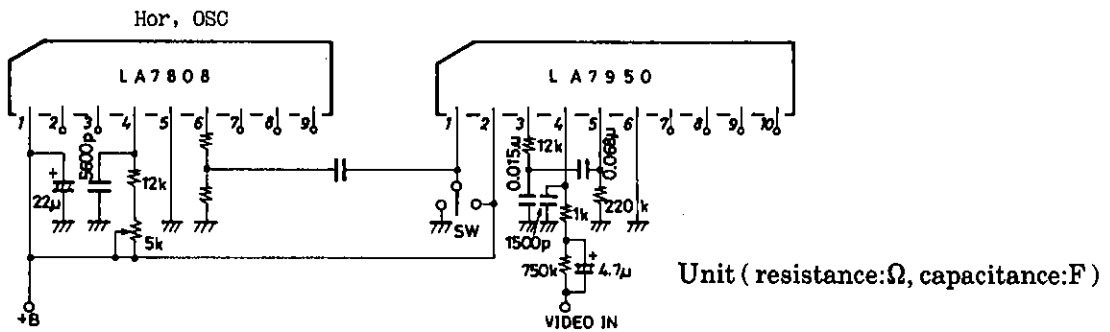 Hor, OSC
LA7808
LA7950
1 2 3 4 5 6 7 8 9
1 2 3 4 5 6 7 8 9 10
22μ
5600p
12k
5k
+B
SW
0.015μ
12k
0.068μ
220k
1k
1500p
750k
4.7μ
VIDEO IN
Unit (resistance:Ω, capacitance:F)